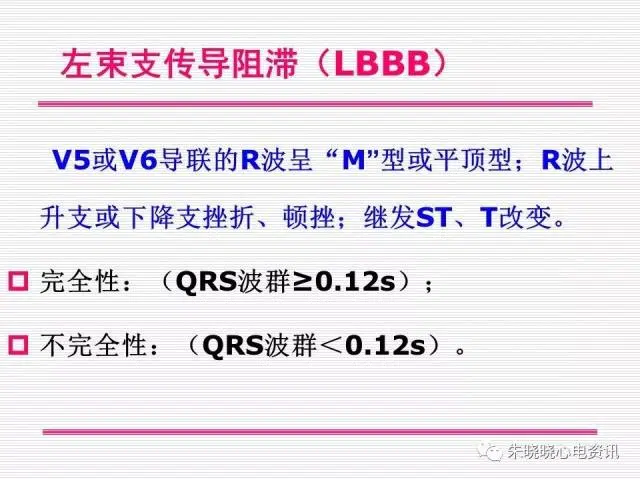 左束支传导阻滞（LBBB）
V5或V6导联的R波呈“M”型或平顶型；R波上
升支或下降支挫折、顿挫；继发ST、T改变。
完全性：（QRS波群≥0.12s）；
不完全性：（QRS波群＜0.12s）。
朱晓晓心电资讯